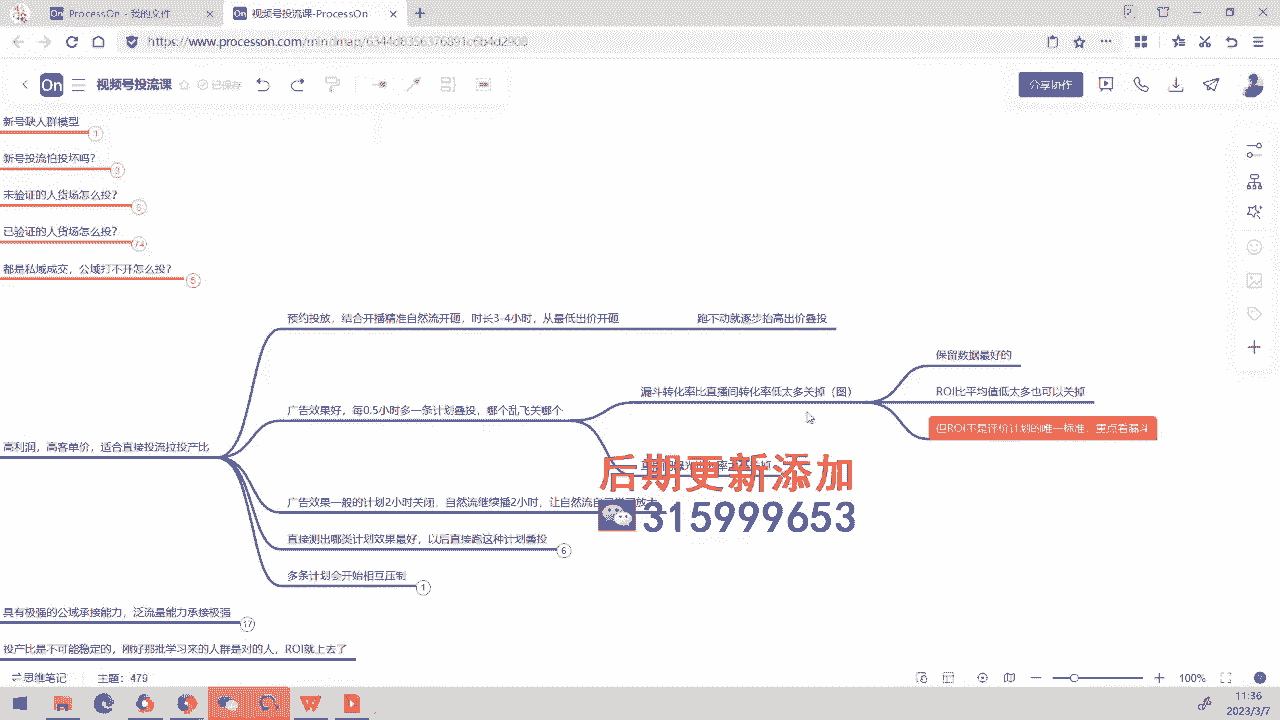 ProcessOn - 我的文件
视频号投流课-ProcessOn
视频号投流课
已保存
分享协作
新号缺人群模型
1
新号投流怕投坏吗?
未验证的人货场怎么投?
已验证的人货场怎么投?
74
都是私域成交，公域打不开怎么投?
预约投放，结合开播精准自然流开砸，时长3-4小时，从最低出价开砸
跑不动就逐步抬高出价叠投
保留数据最好的
漏斗转化率比直播间转化率低太多关掉（图）
ROI比平均值低太多也可以关掉
广告效果好，每0.5小时多一条计划叠投，哪个乱飞关哪个
但ROI不是评价计划的唯一标准，重点看漏斗
高利润，高客单价，适合直接投流拉投产比
后期更新添加
广告效果一般的计划2小时关闭，自然流继续播2小时，让自然流自
315999653
直接测出哪类计划效果最好，以后直接跑这种计划叠投
6
多条计划会开始相互压制
1
具有极强的公域承接能力，泛流量能力承接极强
17
投产比是不可能稳定的，刚好那批学习来的人群是对的人，ROI就上去了
思维笔记
主题：479
100%
11:36
2023/3/7